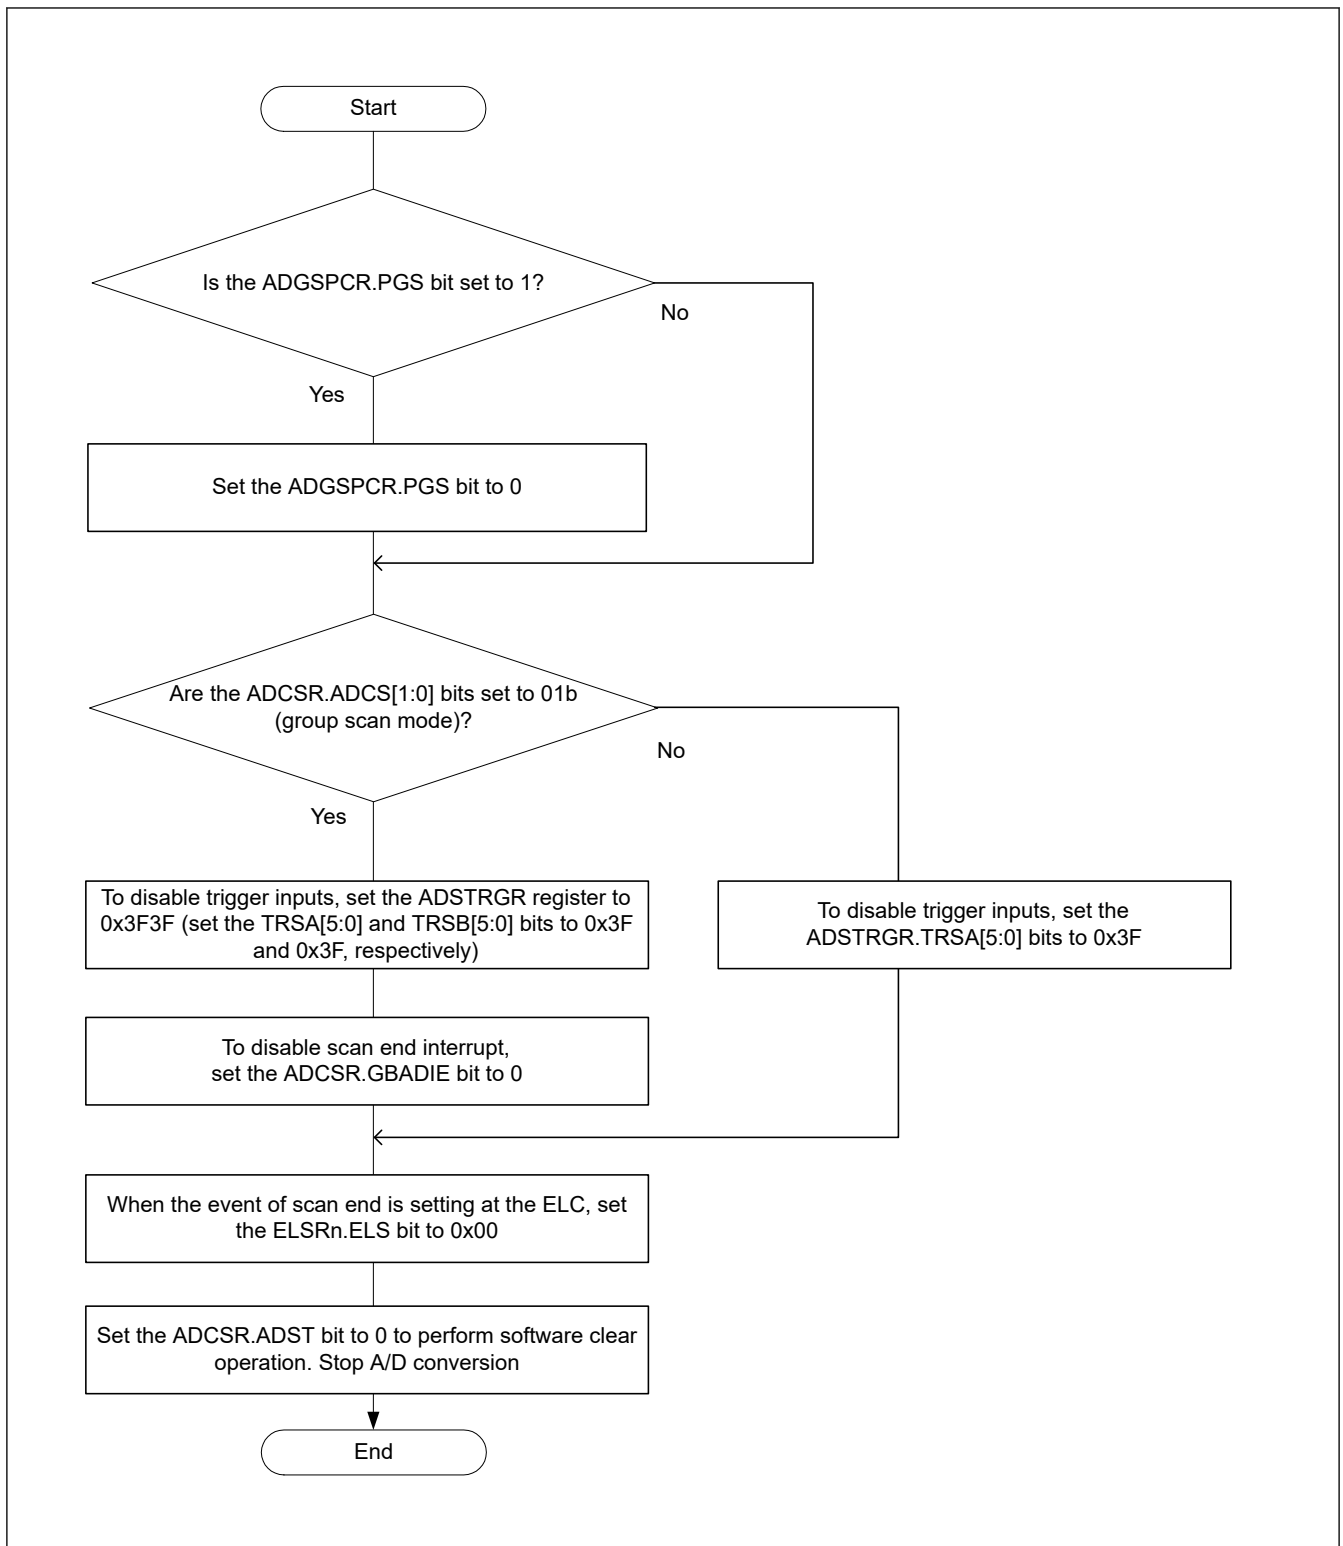 Start
Is the ADGSPCR.PGS bit set to 1?
No
Yes
Set the ADGSPCR.PGS bit to 0
Are the ADCSR.ADCS[1:0] bits set to 01b
(group scan mode)?
No
Yes
To disable trigger inputs, set the ADSTRGR register to
0x3F3F (set the TRSA[5:0] and TRSB[5:0] bits to 0x3F
and 0x3F, respectively)
To disable trigger inputs, set the
ADSTRGR.TRSA[5:0] bits to 0x3F
To disable scan end interrupt,
set the ADCSR.GBADIE bit to 0
When the event of scan end is setting at the ELC, set
the ELSRn.ELS bit to 0x00
Set the ADCSR.ADST bit to 0 to perform software clear
operation. Stop A/D conversion
End